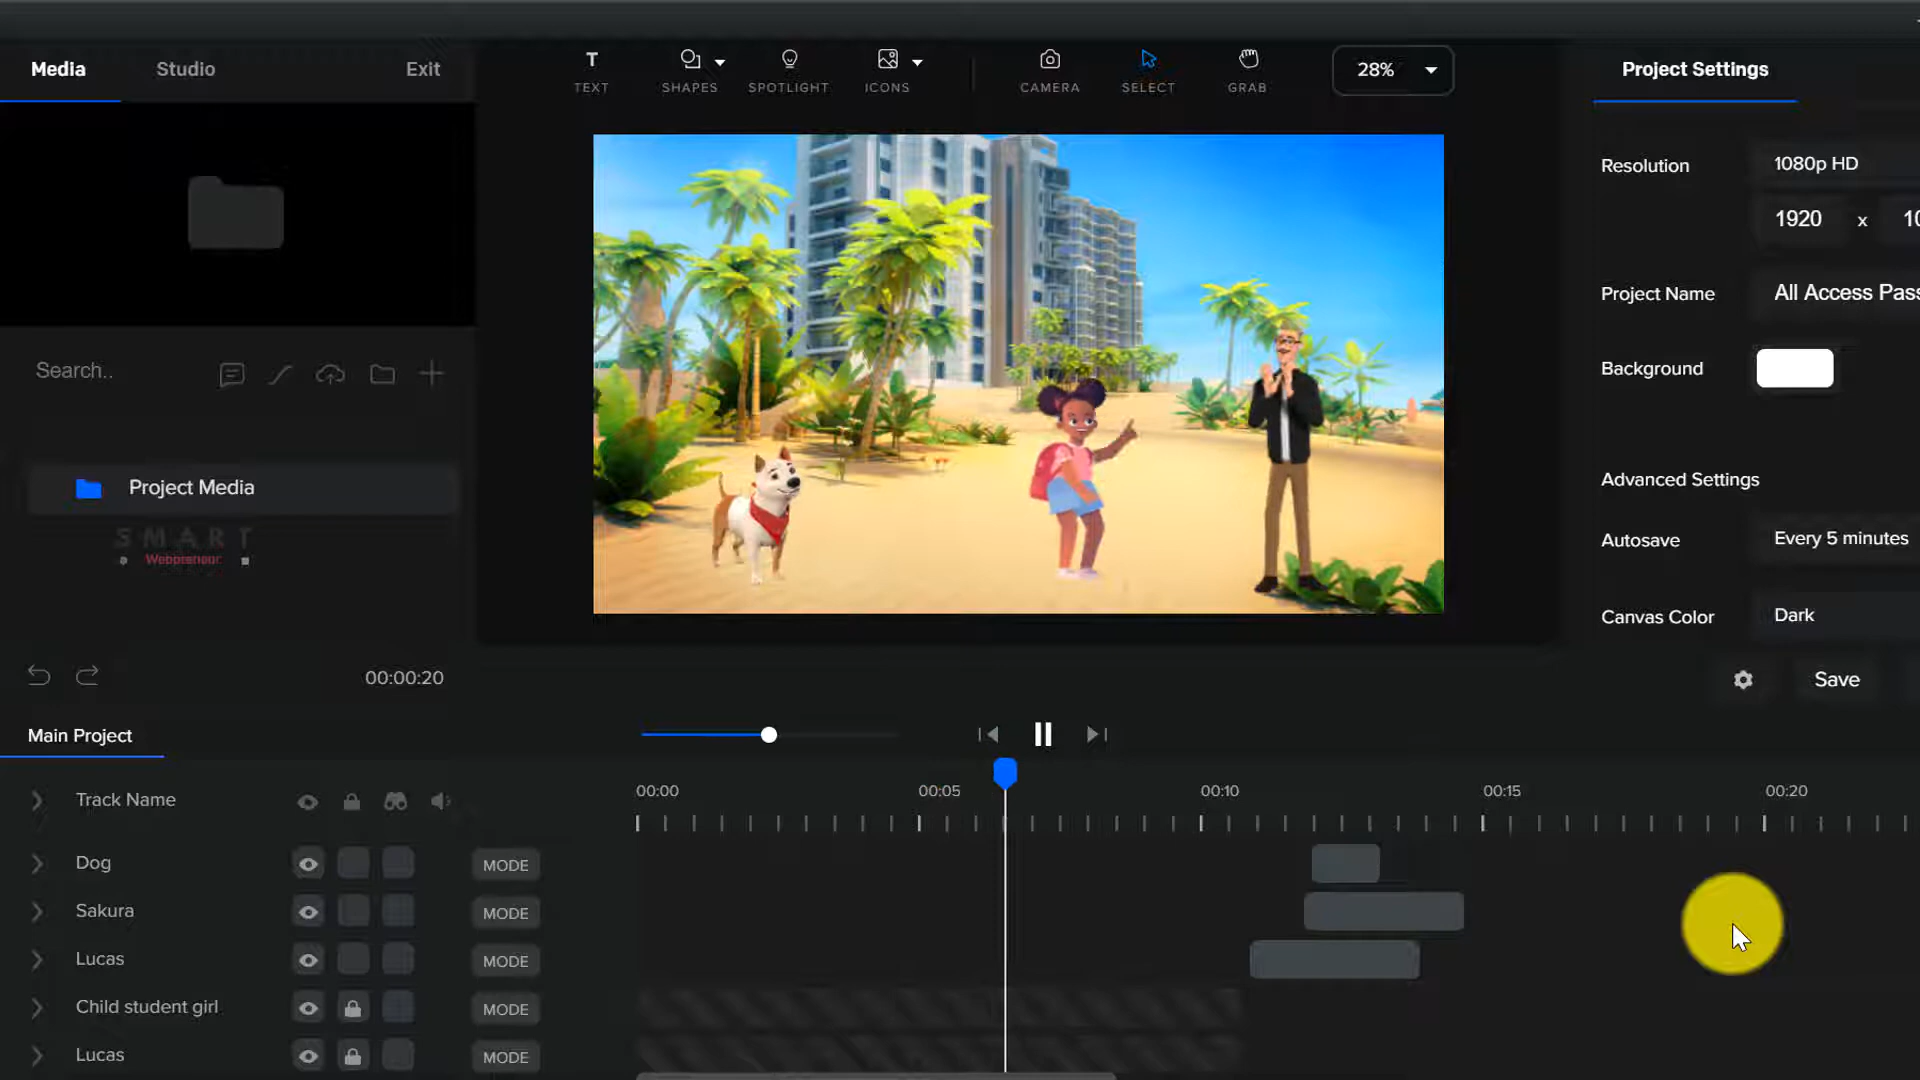 Media Studio Exit
TEXT SHAPES SPOTLIGHT ICONS CAMERA SELECT GRAB
28%
Project Settings
Resolution 1080p HD
1920 x 10
Project Name All Access Pass
Background
Search..
Project Media
SMART
Webpreneur
Advanced Settings
Autosave Every 5 minutes
Canvas Color Dark
00:00:20
Save
Main Project
Track Name
00:00 00:05 00:10 00:15 00:20
Dog MODE
Sakura MODE
Lucas MODE
Child student girl MODE
Lucas MODE